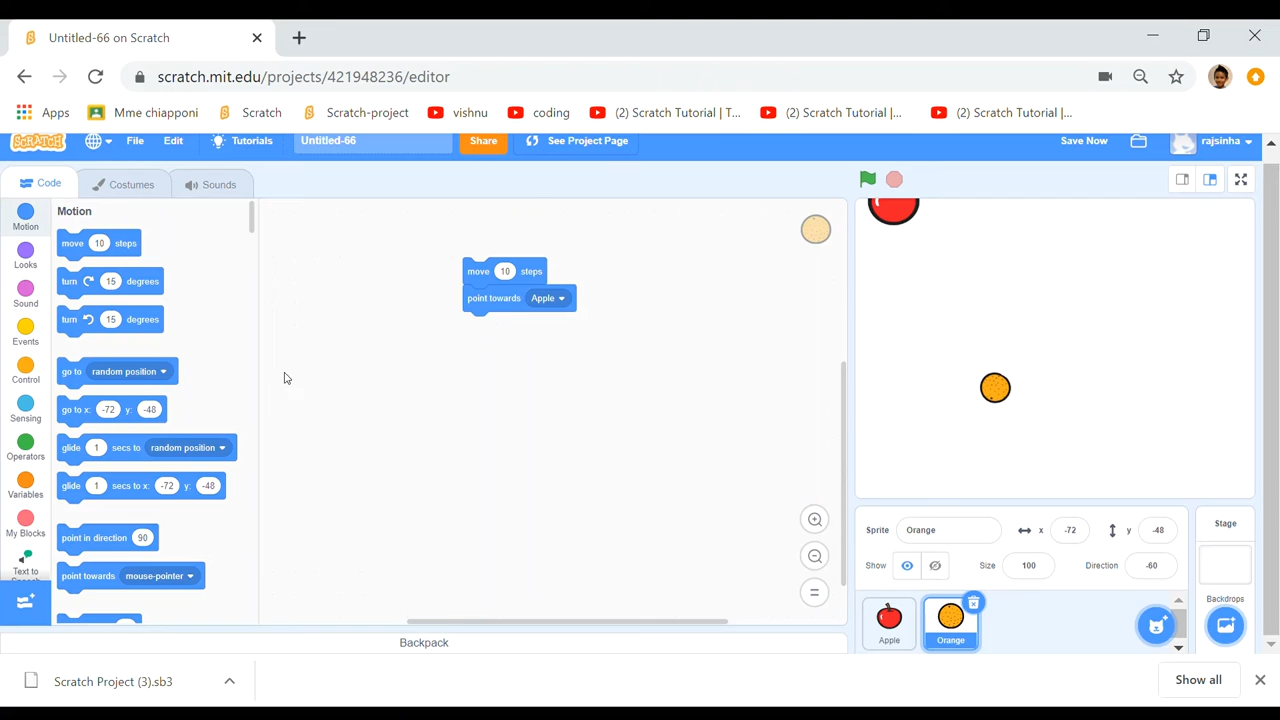 Untitled-66 on Scratch
scratch.mit.edu/projects/421948236/editor
Apps
Mme chiapponi
Scratch
Scratch-project
vishnu
coding
(2) Scratch Tutorial | T...
(2) Scratch Tutorial |...
(2) Scratch Tutorial |...
SCRATCH
File
Edit
Tutorials
Untitled-66
Share
See Project Page
Save Now
rajsinha
Code
Costumes
Sounds
Motion
Looks
Sound
Events
Control
Sensing
Operators
Variables
My Blocks
Text to
Motion
move 10 steps
turn 15 degrees
turn 15 degrees
go to random position
go to x: -72 y: -48
glide 1 secs to random position
glide 1 secs to x: -72 y: -48
point in direction 90
point towards mouse-pointer
move 10 steps
point towards Apple
Sprite Orange x -72 y -48
Show Size 100 Direction -60
Apple
Orange
Stage
Backdrops
Backpack
Scratch Project (3).sb3
Show all